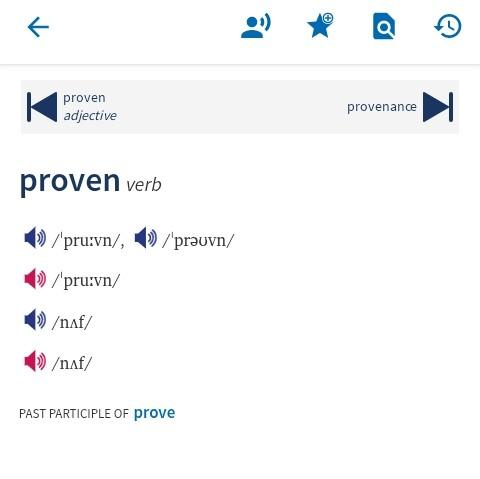 proven
adjective
provenance
proven verb
/ˈpruːvn/, /ˈprəʊvn/
/ˈpruːvn/
/nʌf/
/nʌf/
PAST PARTICIPLE OF prove